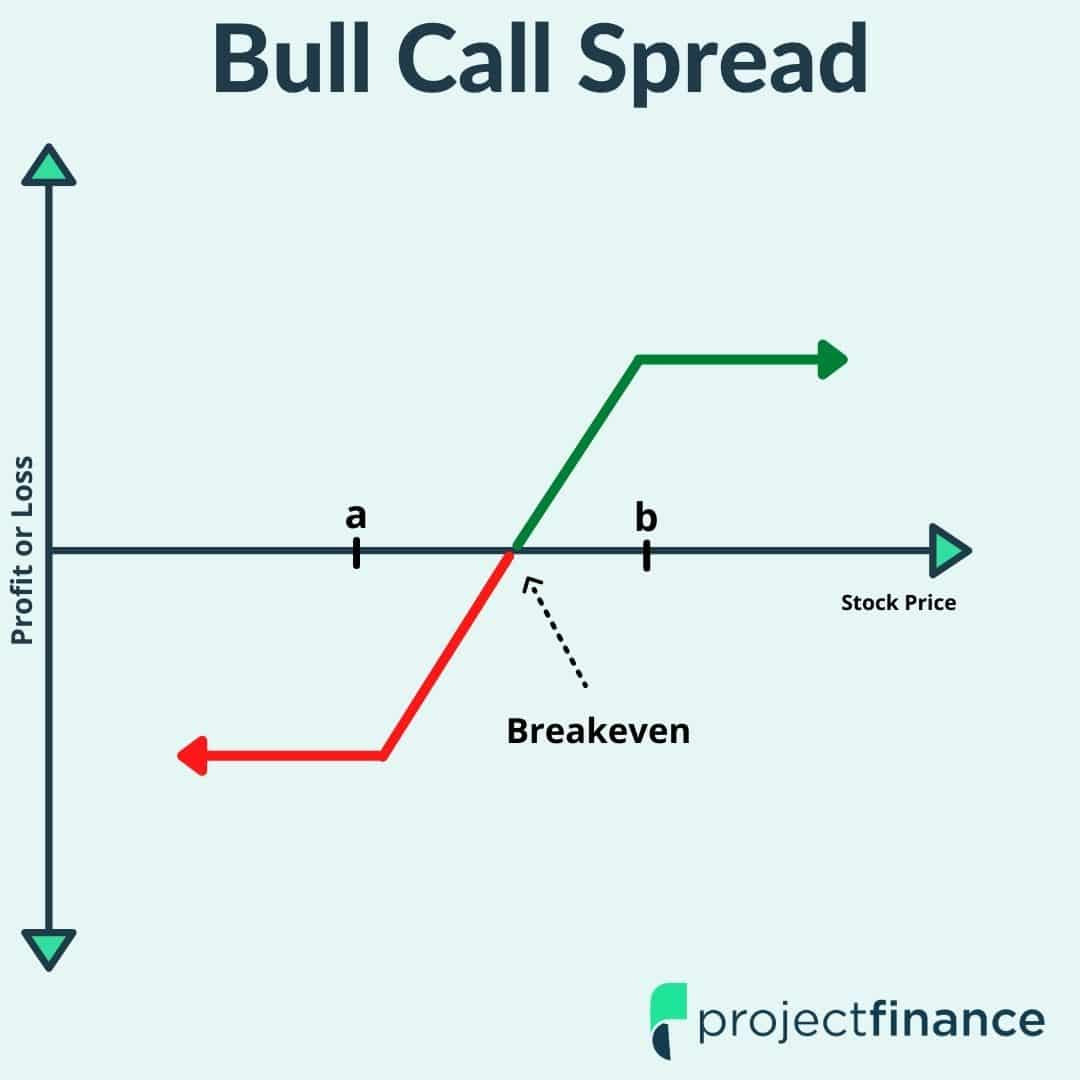 Bull Call Spread
Profit or Loss
a
b
Stock Price
Breakeven
projectfinance